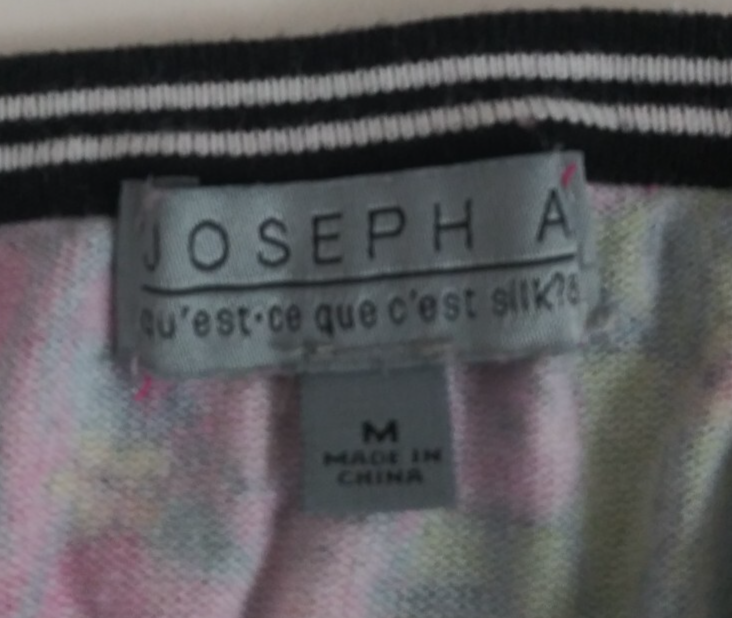 JOSEPH A
qu'est·ce que c'est silk?
M
MADE IN
CHINA